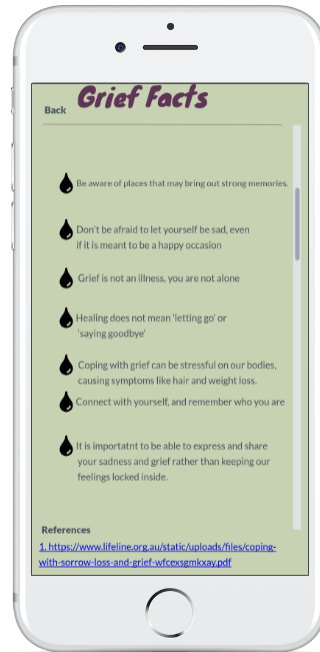 Grief Facts
Back
Be aware of places that may bring out strong memories.
Don't be afraid to let yourself be sad, even
if it is meant to be a happy occasion
Grief is not an illness, you are not alone
Healing does not mean 'letting go' or
'saying goodbye'
Coping with grief can be stressful on our bodies,
causing symptoms like hair and weight loss.
Connect with yourself, and remember who you are
It is importatnt to be able to express and share
your sadness and grief rather than keeping our
feelings locked inside.
References
1. https://www.lifeline.org.au/static/uploads/files/coping-
with-sorrow-loss-and-grief-wfcexsgmkxay.pdf